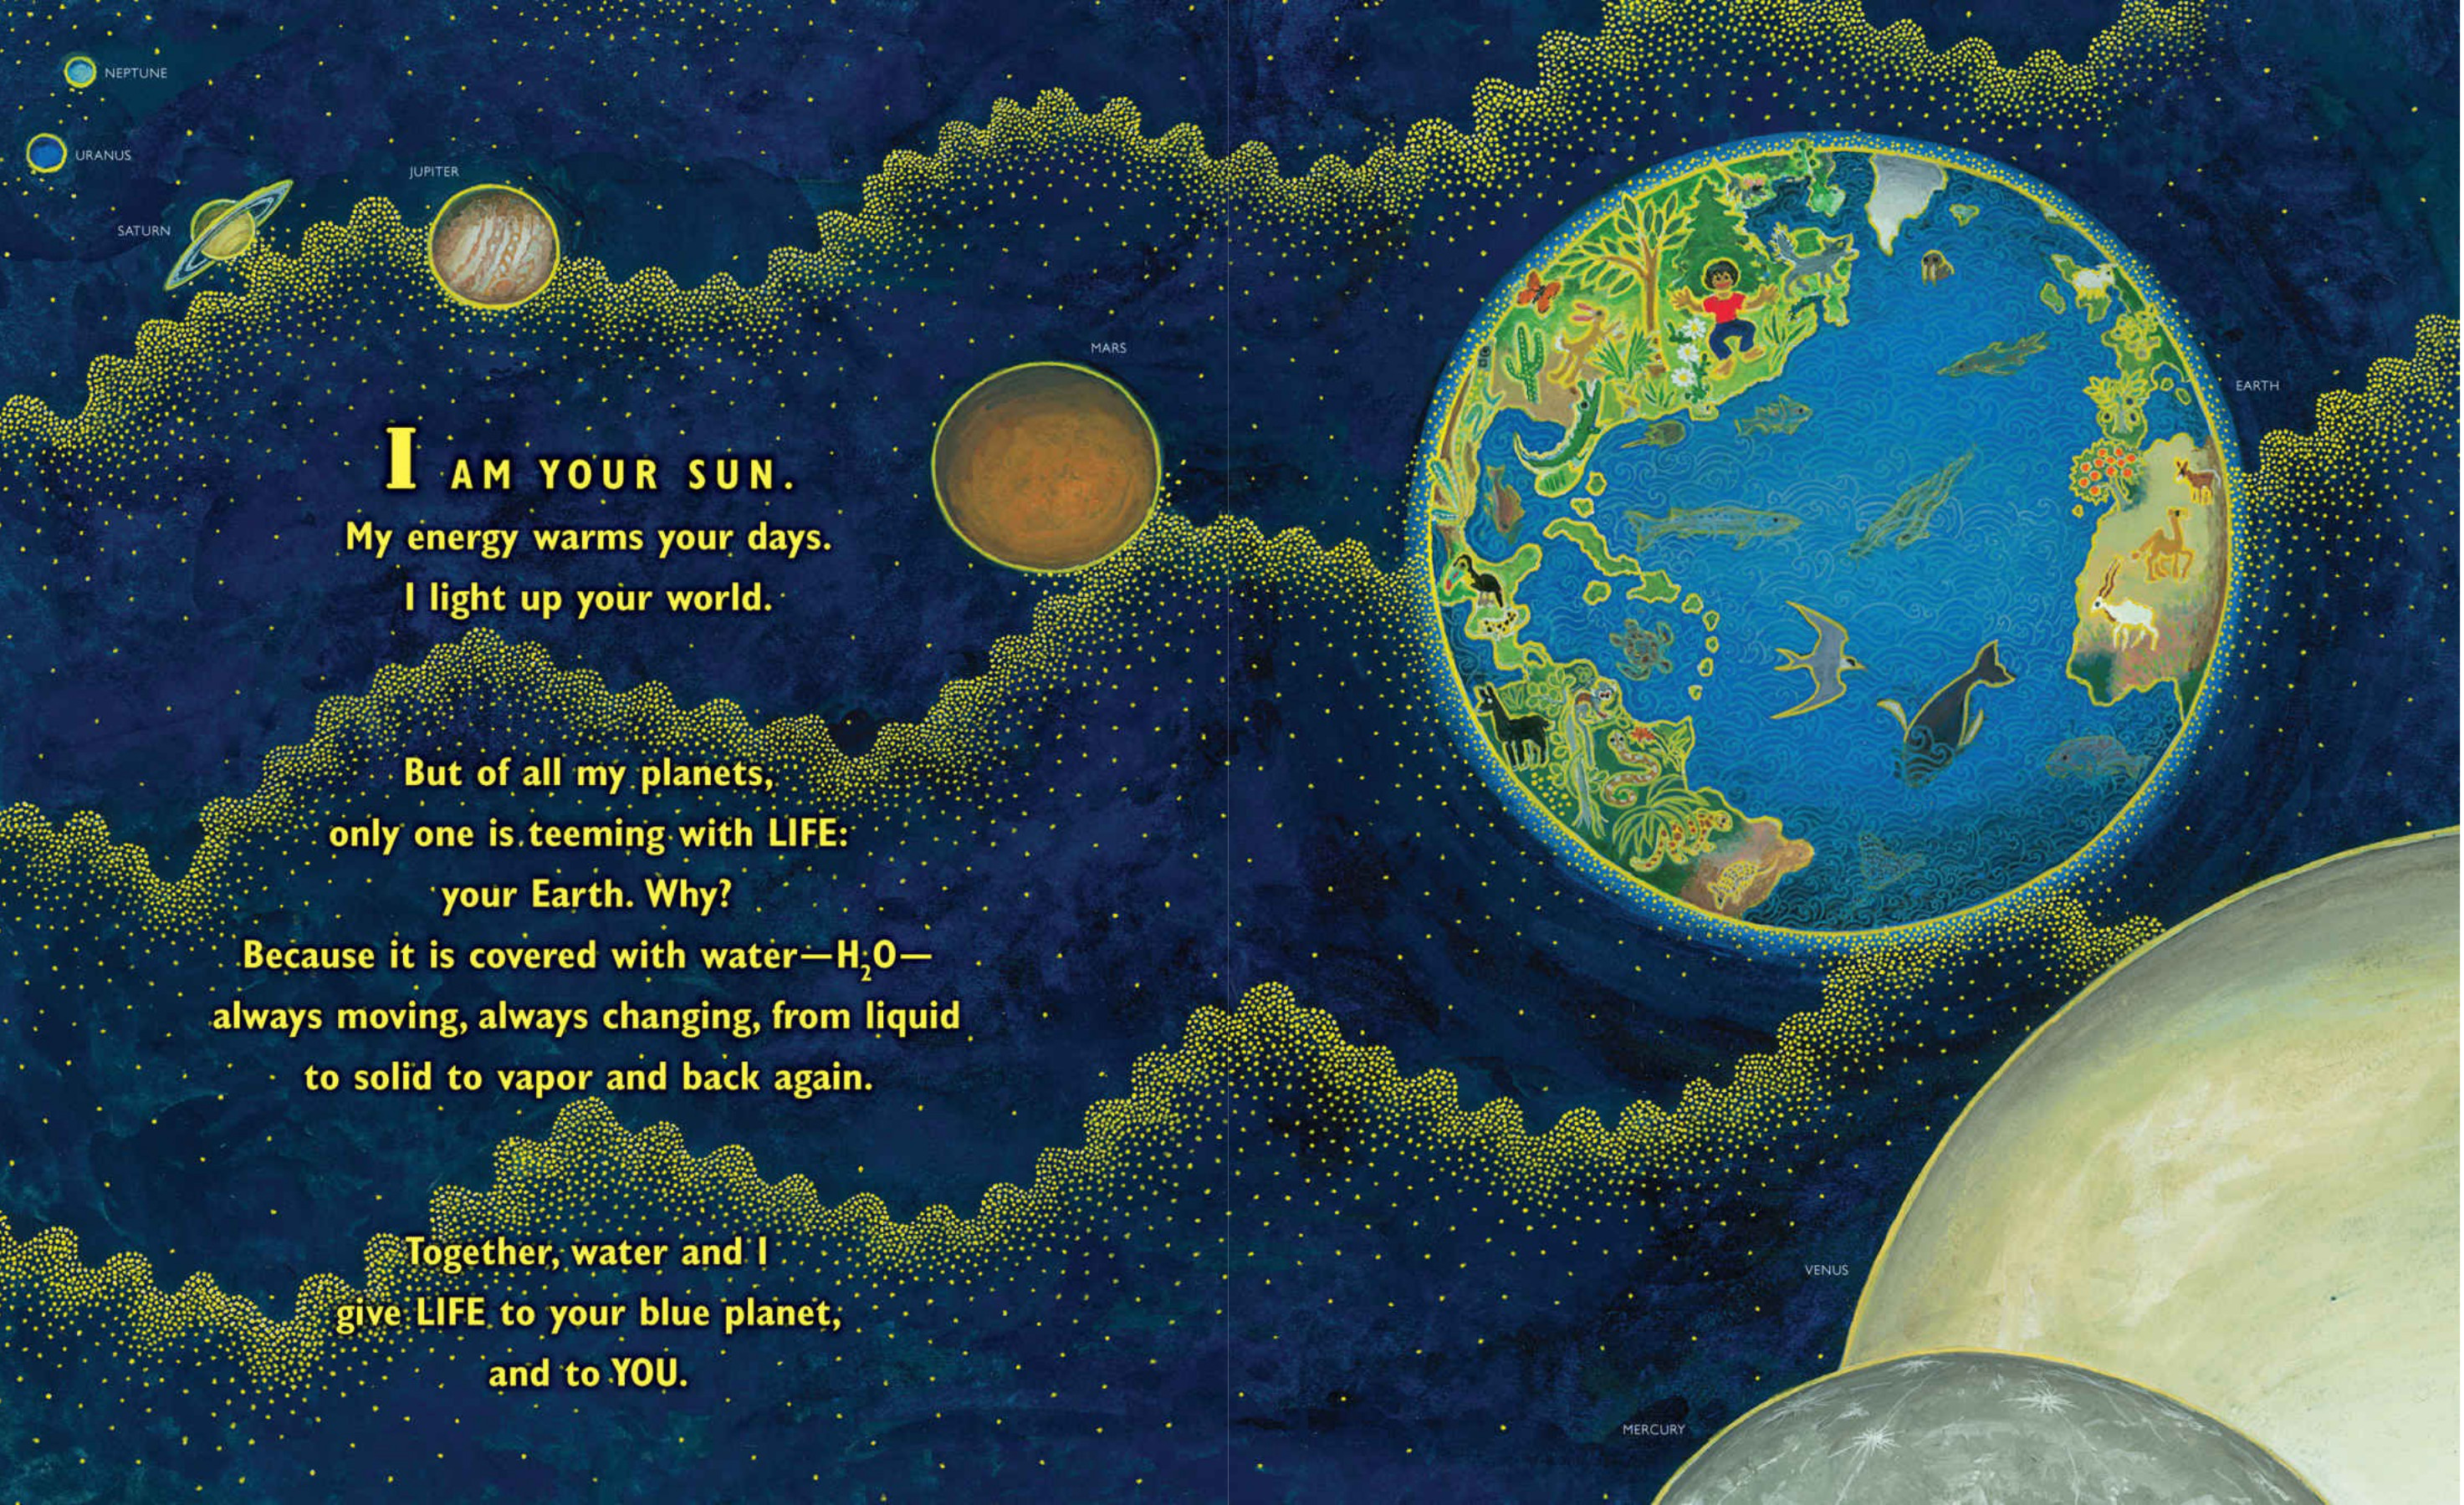 NEPTUNE
URANUS
JUPITER
SATURN
MARS
EARTH
I AM YOUR SUN.
My energy warms your days.
I light up your world.
But of all my planets,
only one is teeming with LIFE:
your Earth. Why?
Because it is covered with water—H₂O—
always moving, always changing, from liquid
to solid to vapor and back again.
Together, water and I
give LIFE to your blue planet,
and to YOU.
VENUS
MERCURY